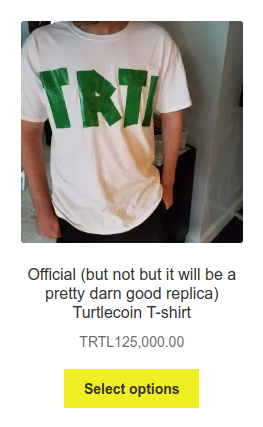 TRTL
Official (but not but it will be a
pretty darn good replica)
Turtlecoin T-shirt
TRTL125,000.00
Select options